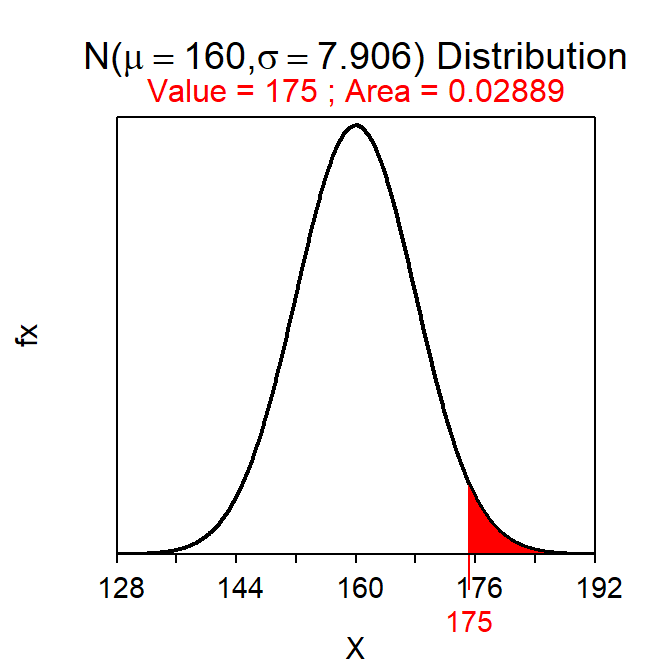 N(μ = 160,σ = 7.906) Distribution
Value = 175 ; Area = 0.02889
fx
128 144 160 176 192
175
X